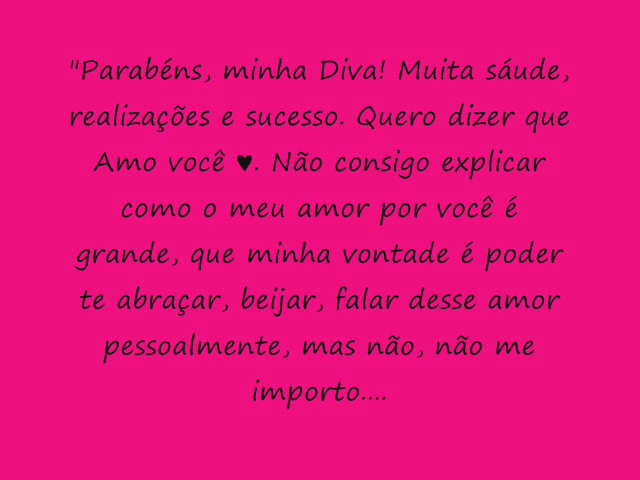 "Parabéns, minha Diva! Muita sáude,
realizações e sucesso. Quero dizer que
Amo você ♥. Não consigo explicar
como o meu amor por você é
grande, que minha vontade é poder
te abraçar, beijar, falar desse amor
pessoalmente, mas não, não me
importo....